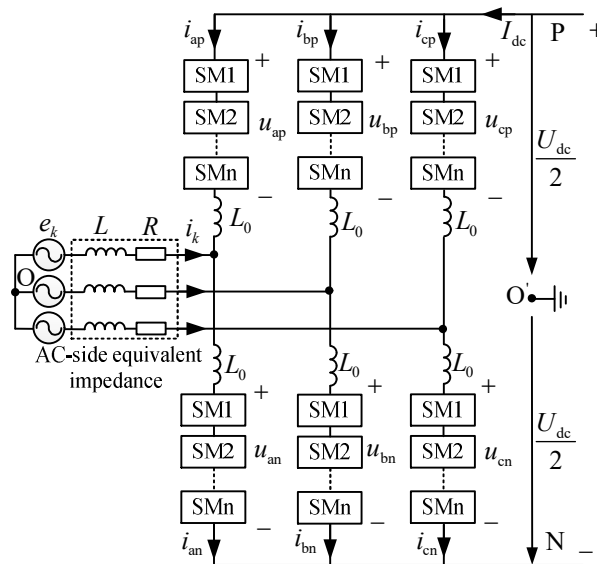 i_ap i_bp i_cp I_dc P +
SM1 + SM1 + SM1 +
SM2 u_ap SM2 u_bp SM2 u_cp
SMn − SMn − SMn −
U_dc
2
L_0 L_0 L_0
e_k L R i_k
O
O'
AC-side equivalent
impedance
L_0 L_0 L_0
SM1 + SM1 + SM1 +
SM2 u_an SM2 u_bn SM2 u_cn
SMn − SMn − SMn −
U_dc
2
i_an i_bn i_cn N −